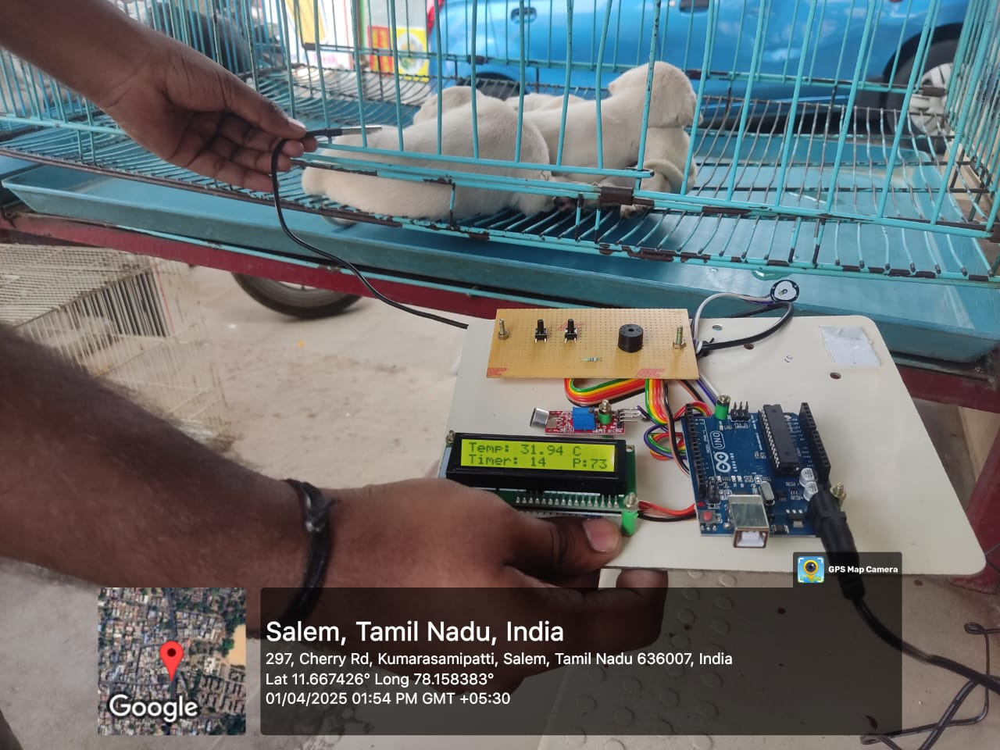 Temp: 31.94 C
Timer: 14 P:73
UNO
GPS Map Camera
Salem, Tamil Nadu, India
297, Cherry Rd, Kumarasamipatti, Salem, Tamil Nadu 636007, India
Lat 11.667426° Long 78.158383°
01/04/2025 01:54 PM GMT +05:30
Google